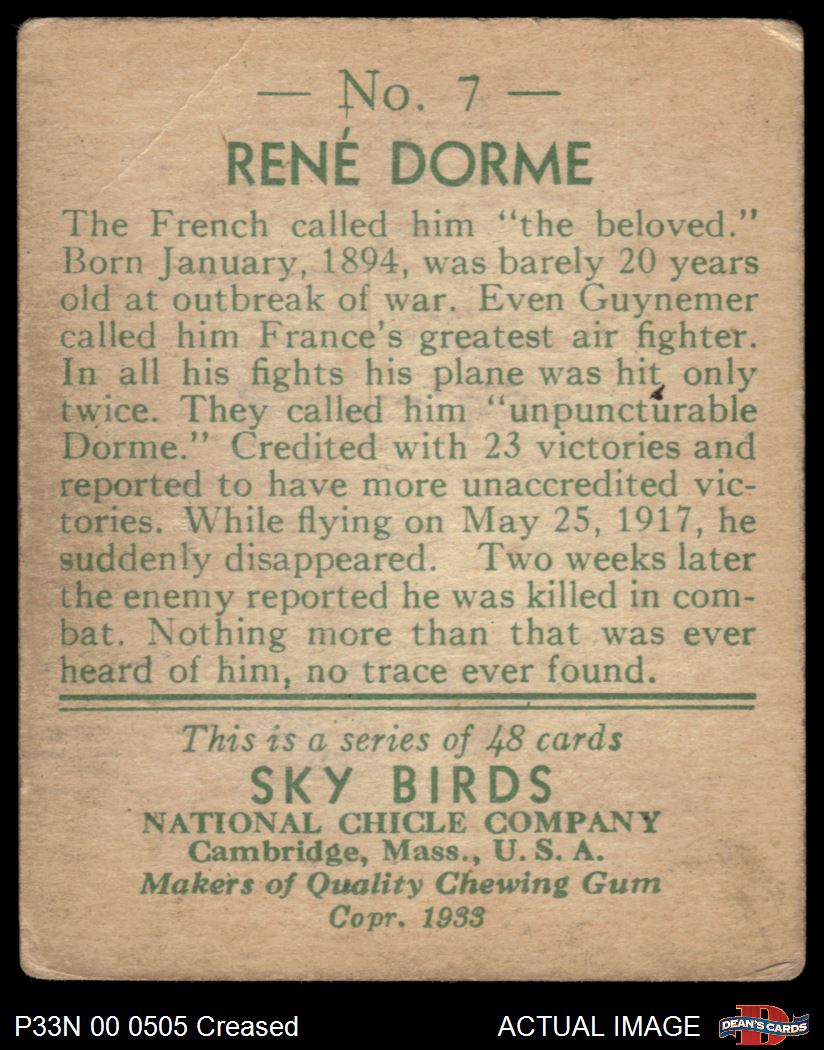 — No. 7 —
RENÉ DORME
The French called him "the beloved."
Born January, 1894, was barely 20 years
old at outbreak of war. Even Guynemer
called him France's greatest air fighter.
In all his fights his plane was hit only
twice. They called him "unpuncturable
Dorme." Credited with 23 victories and
reported to have more unaccredited vic-
tories. While flying on May 25, 1917, he
suddenly disappeared. Two weeks later
the enemy reported he was killed in com-
bat. Nothing more than that was ever
heard of him, no trace ever found.
This is a series of 48 cards
SKY BIRDS
NATIONAL CHICLE COMPANY
Cambridge, Mass., U. S. A.
Makers of Quality Chewing Gum
Copr. 1933
P33N 00 0505 Creased
ACTUAL IMAGE
DEAN'S CARDS